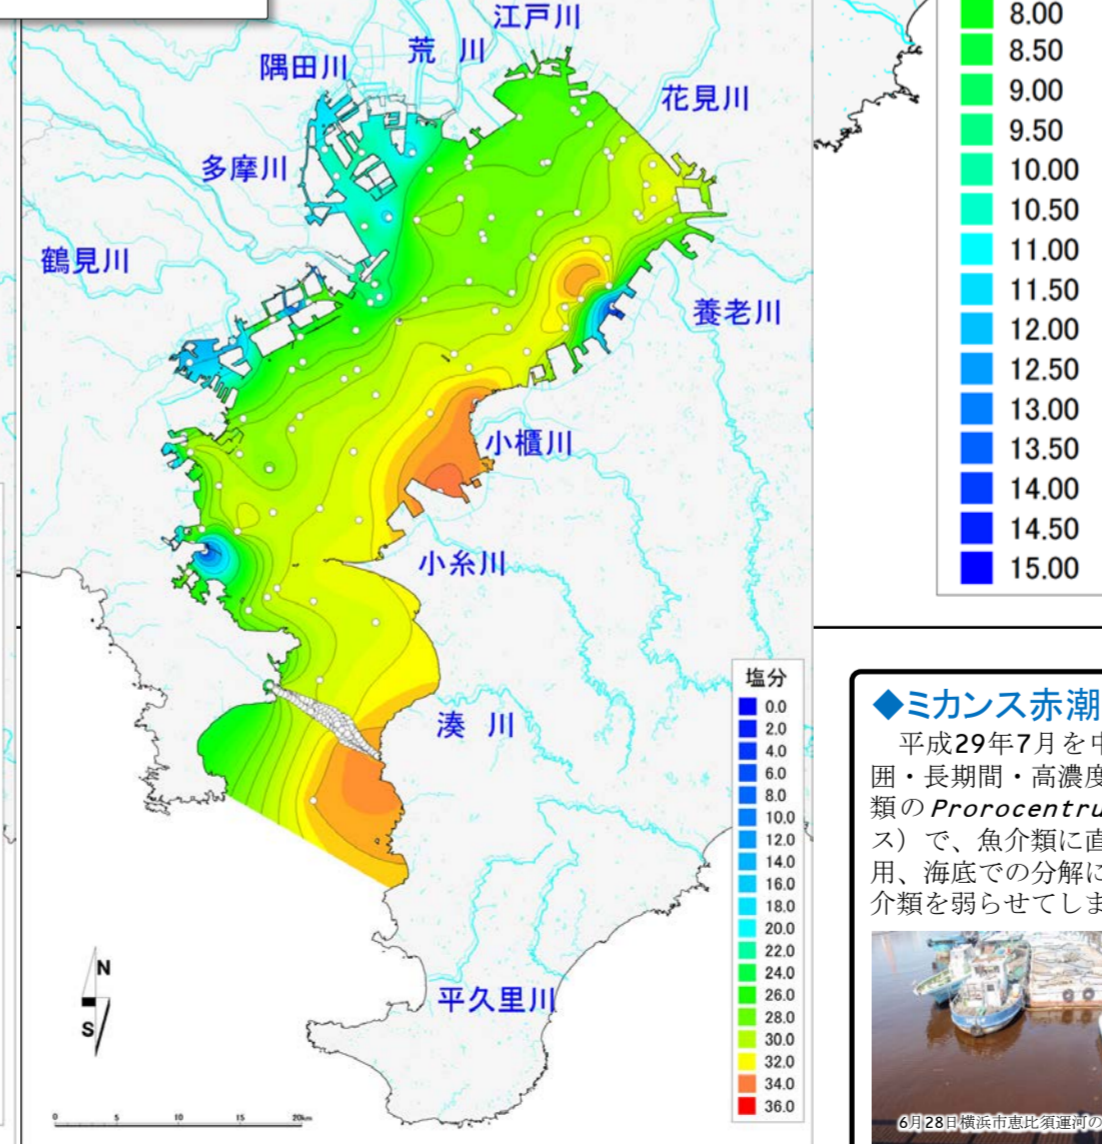 江戸川
荒 川
隅田川
花見川
多摩川
鶴見川
養老川
小櫃川
小糸川
湊 川
平久里川
N
S
0 5 10 15 20km
塩分
0.0
2.0
4.0
6.0
8.0
10.0
12.0
14.0
16.0
18.0
20.0
22.0
24.0
26.0
28.0
30.0
32.0
34.0
36.0
8.00
8.50
9.00
9.50
10.00
10.50
11.00
11.50
12.00
12.50
13.00
13.50
14.00
14.50
15.00
◆ミカンス赤潮
平成29年7月を中
囲・長期間・高濃度
類のProrocentru
ス）で、魚介類に直
用、海底での分解に
介類を弱らせてしま
6月28日横浜市恵比須運河の